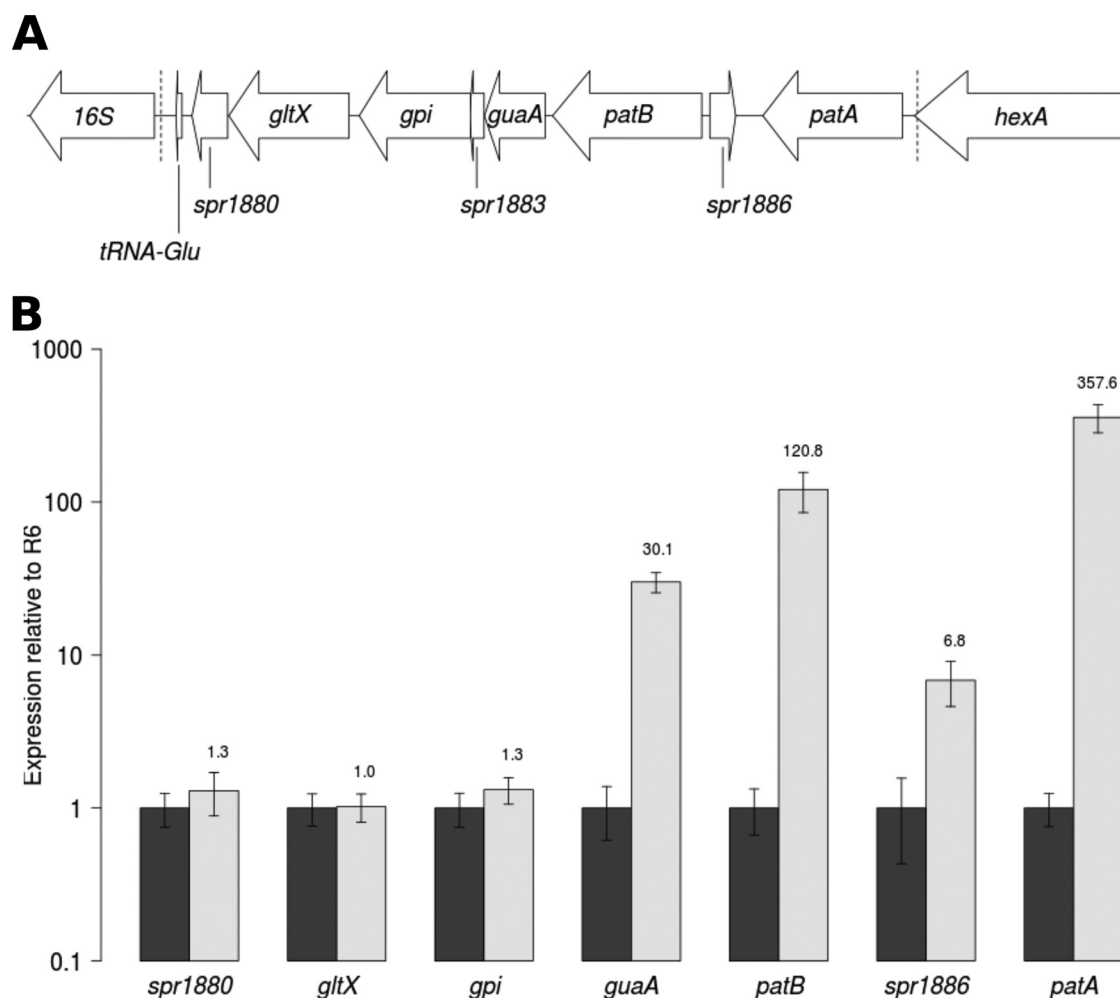 A
16S gltX gpi guaA patB patA hexA
spr1880 spr1883 spr1886
tRNA-Glu
B
Expression relative to R6
1000
100
10
1
0.1
1.3 1.0 1.3 30.1 120.8 6.8 357.6
spr1880 gltX gpi guaA patB spr1886 patA